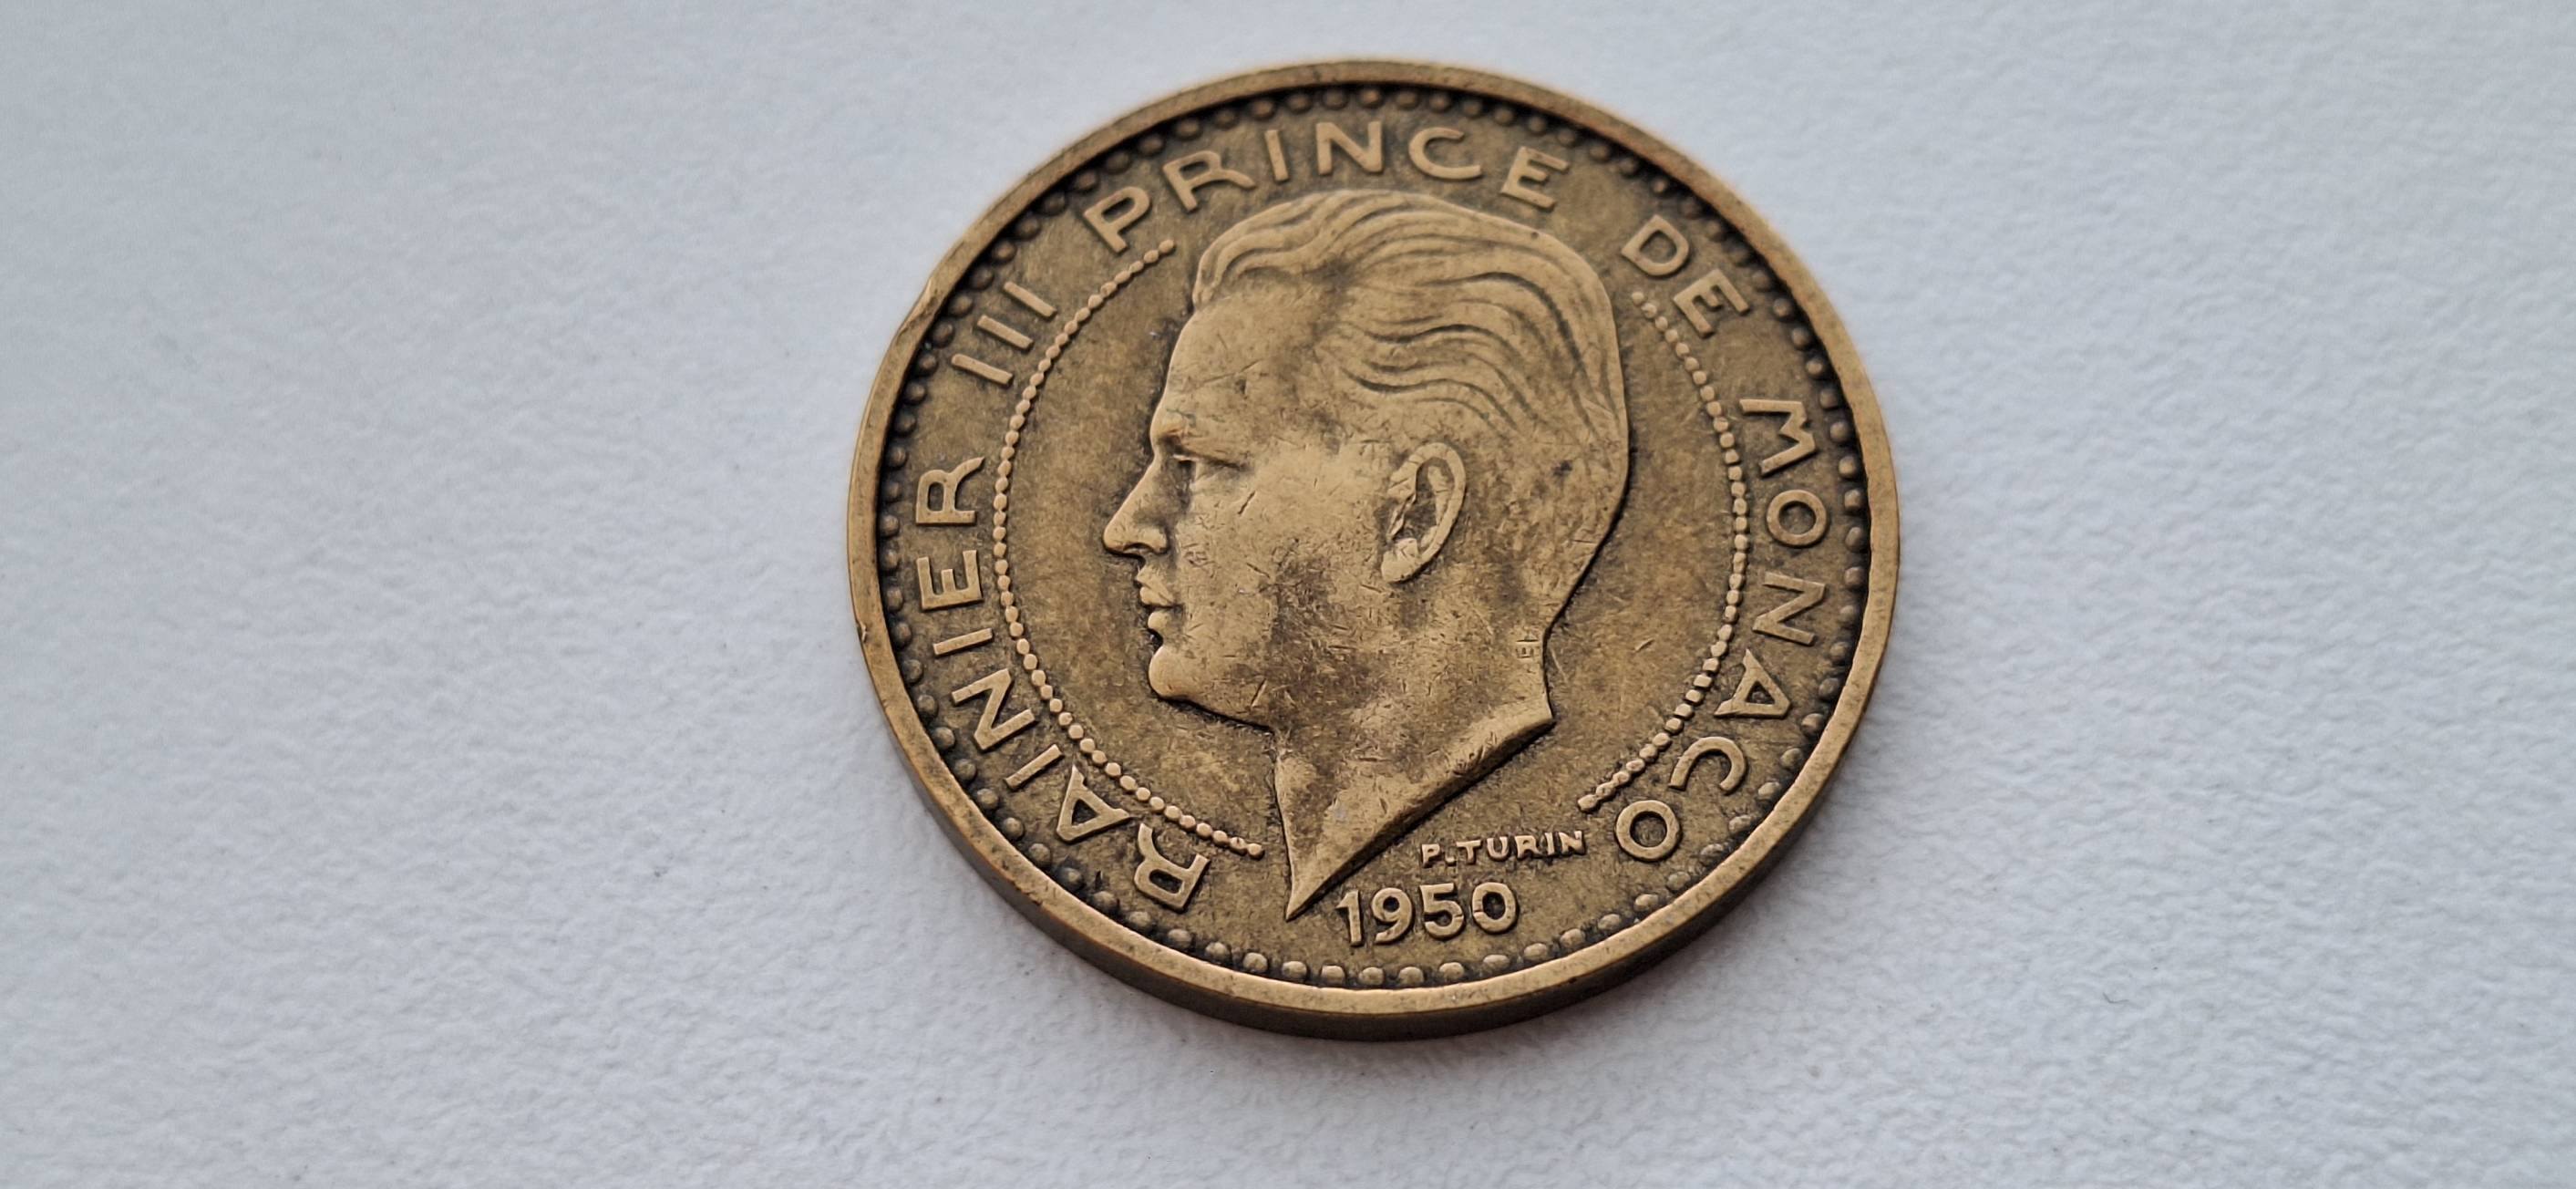 RAINIER III PRINCE DE MONACO
P. TURIN
1950